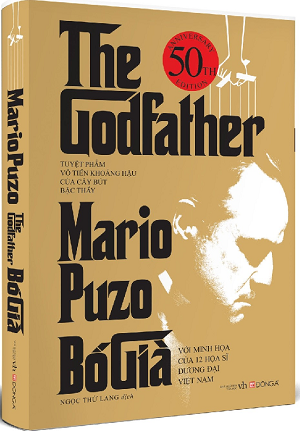 The
Godfather
ANNIVERSARY
50TH
EDITION
TUYỆT PHẨM
VÔ TIỀN KHOÁNG HẬU
CỦA CÂY BÚT
BẬC THẦY
Mario
Puzo
Bố Già
VỚI MINH HỌA
CỦA 12 HỌA SĨ
ĐƯƠNG ĐẠI
VIỆT NAM
NGỌC THỨ LANG dịch
ĐÔNG A
Mario Puzo
The
Godfather
Bố Già
ĐÔNG A